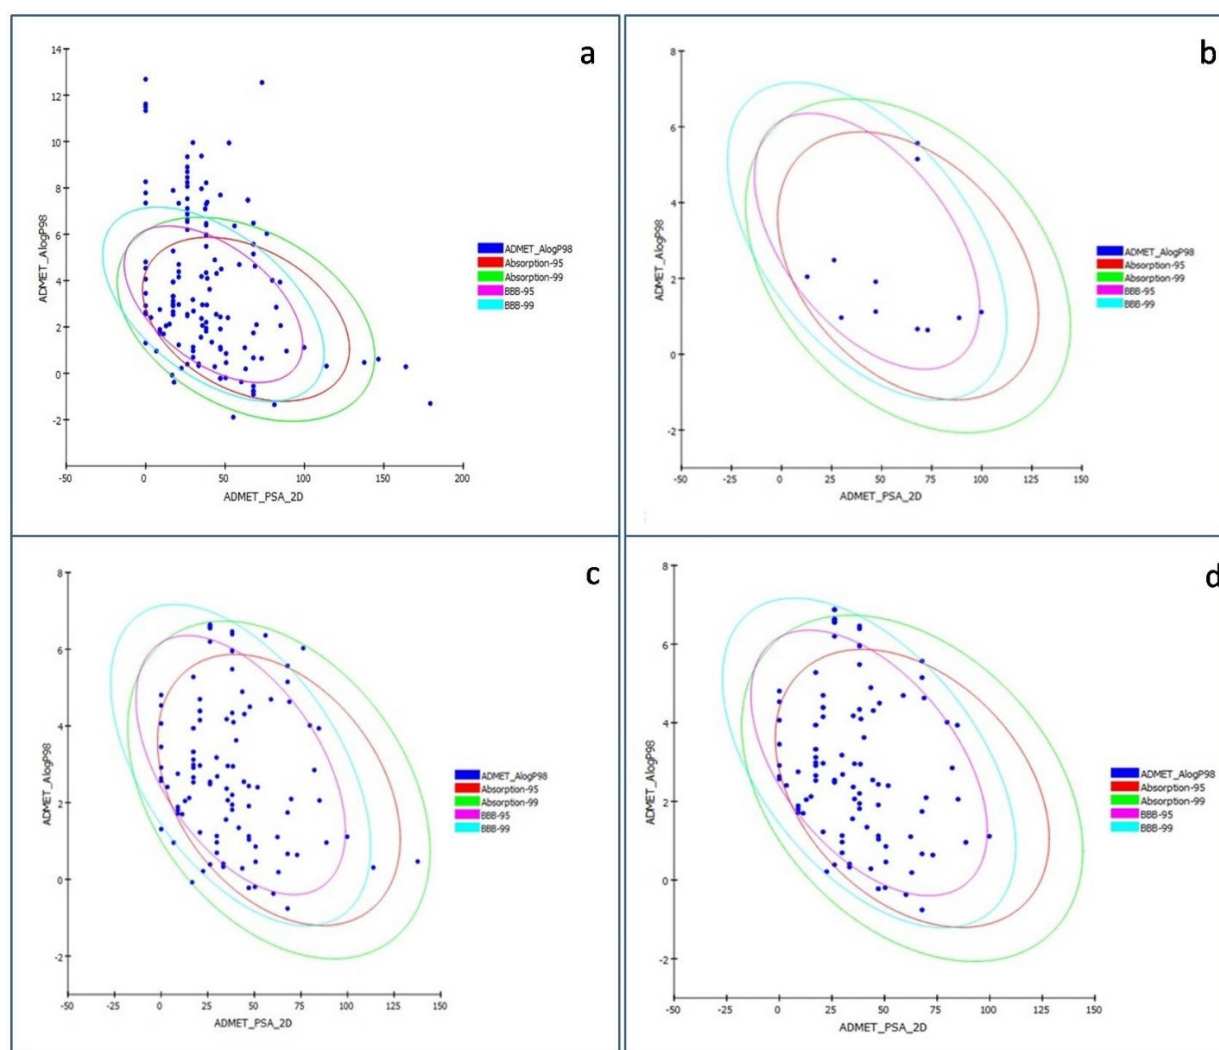 a
14
12
10
8
6
4
2
0
-2
ADMET_AlogP98
-50 0 50 100 150 200
ADMET_PSA_2D
ADMET_AlogP98
Absorption-95
Absorption-99
BBB-95
BBB-99
b
8
6
4
2
0
-2
ADMET_AlogP98
-50 -25 0 25 50 75 100 125 150
ADMET_PSA_2D
ADMET_AlogP98
Absorption-95
Absorption-99
BBB-95
BBB-99
c
8
6
4
2
0
-2
ADMET_AlogP98
-50 -25 0 25 50 75 100 125 150
ADMET_PSA_2D
ADMET_AlogP98
Absorption-95
Absorption-99
BBB-95
BBB-99
d
8
6
4
2
0
-2
ADMET_AlogP98
-50 -25 0 25 50 75 100 125 150
ADMET_PSA_2D
ADMET_AlogP98
Absorption-95
Absorption-99
BBB-95
BBB-99